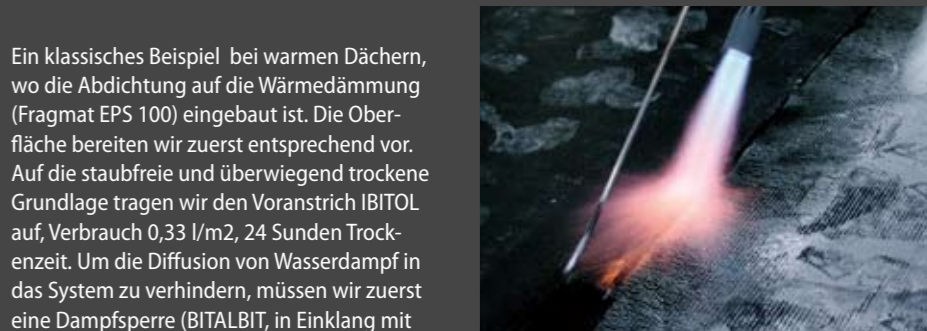 Ein klassisches Beispiel  bei warmen Dächern,
wo die Abdichtung auf die Wärmedämmung
(Fragmat EPS 100) eingebaut ist. Die Ober-
fläche bereiten wir zuerst entsprechend vor.
Auf die staubfreie und überwiegend trockene
Grundlage tragen wir den Voranstrich IBITOL
auf, Verbrauch 0,33 l/m2, 24 Sunden Trock-
enzeit. Um die Diffusion von Wasserdampf in
das System zu verhindern, müssen wir zuerst
eine Dampfsperre (BITALBIT, in Einklang mit